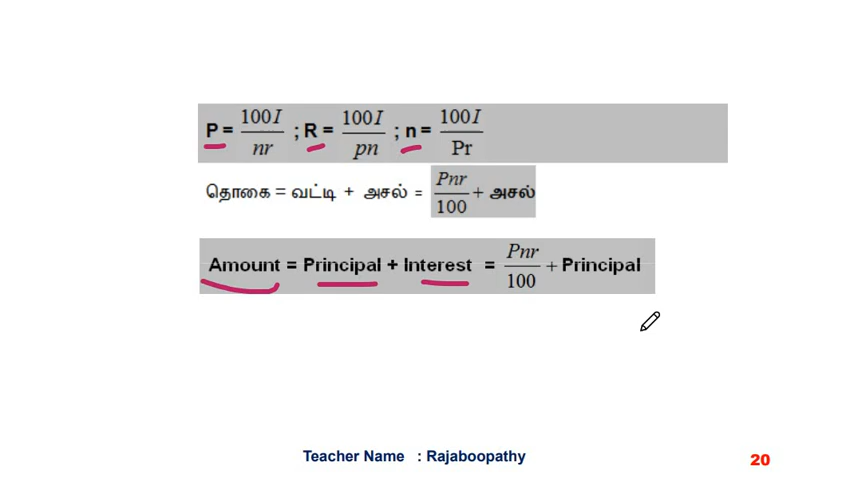 P = 100I/nr ; R = 100I/pn ; n = 100I/Pr
தொகை = வட்டி + அசல் = Pnr/100 + அசல்
Amount = Principal + Interest = Pnr/100 + Principal
Teacher Name : Rajaboopathy
20